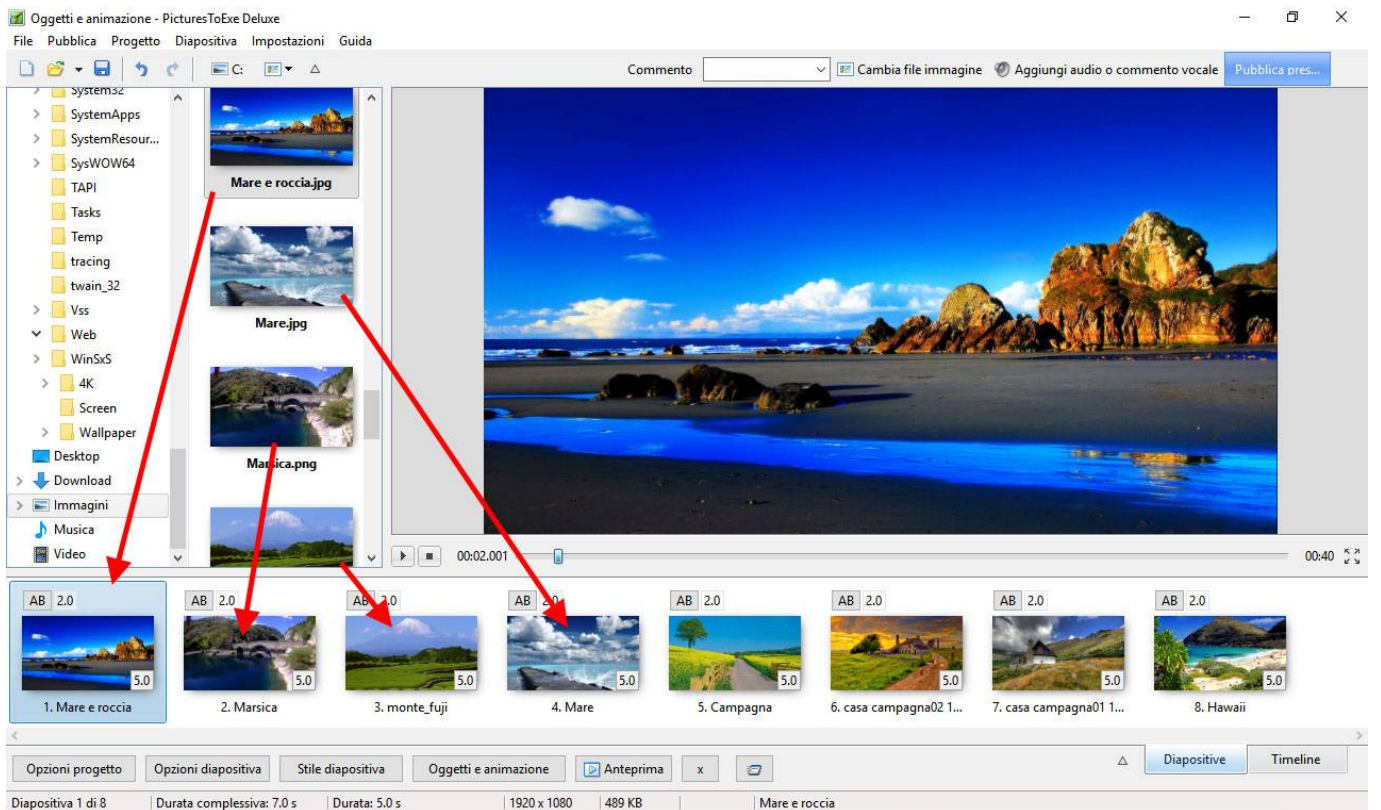 Oggetti e animazione - PicturesToExe Deluxe
File Pubblica Progetto Diapositiva Impostazioni Guida
C: Commento Cambia file immagine Aggiungi audio o commento vocale Pubblica pres...
System32
SystemApps
SystemResour...
SysWOW64
TAPI
Tasks
Temp
tracing
twain_32
Vss
Web
WinSxS
4K
Screen
Wallpaper
Desktop
Download
Immagini
Musica
Video
Mare e roccia.jpg
Mare.jpg
Marsica.png
00:02.001 00:40
AB 2.0 AB 2.0 AB 2.0 AB 2.0 AB 2.0 AB 2.0 AB 2.0 AB 2.0
5.0 5.0 5.0 5.0 5.0 5.0 5.0 5.0
1. Mare e roccia 2. Marsica 3. monte_fuji 4. Mare 5. Campagna 6. casa campagna02 1... 7. casa campagna01 1... 8. Hawaii
Opzioni progetto Opzioni diapositiva Stile diapositiva Oggetti e animazione Anteprima x Diapositive Timeline
Diapositiva 1 di 8 Durata complessiva: 7.0 s Durata: 5.0 s 1920 x 1080 489 KB Mare e roccia